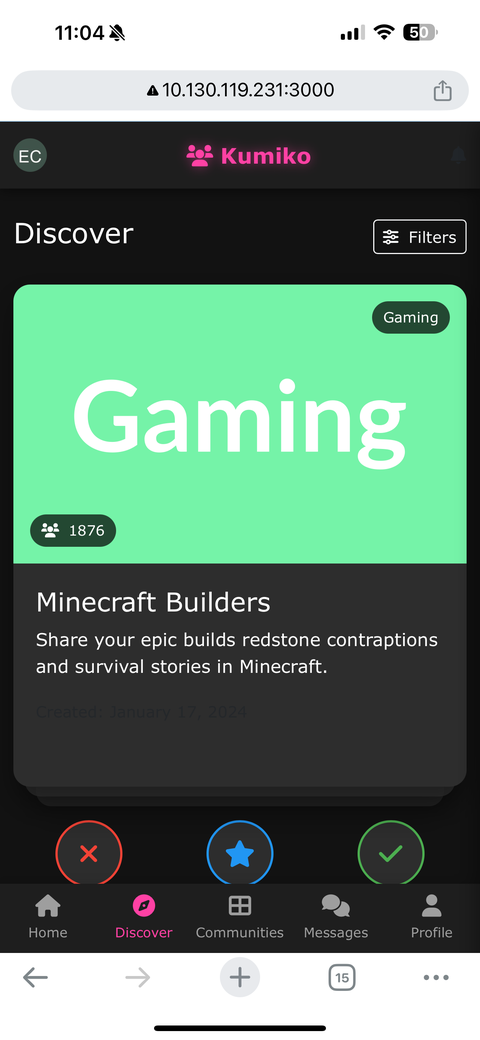 11:04
50
10.130.119.231:3000
EC
Kumiko
Discover
Filters
Gaming
Gaming
1876
Minecraft Builders
Share your epic builds redstone contraptions
and survival stories in Minecraft.
Created: January 17, 2024
Home
Discover
Communities
Messages
Profile
15